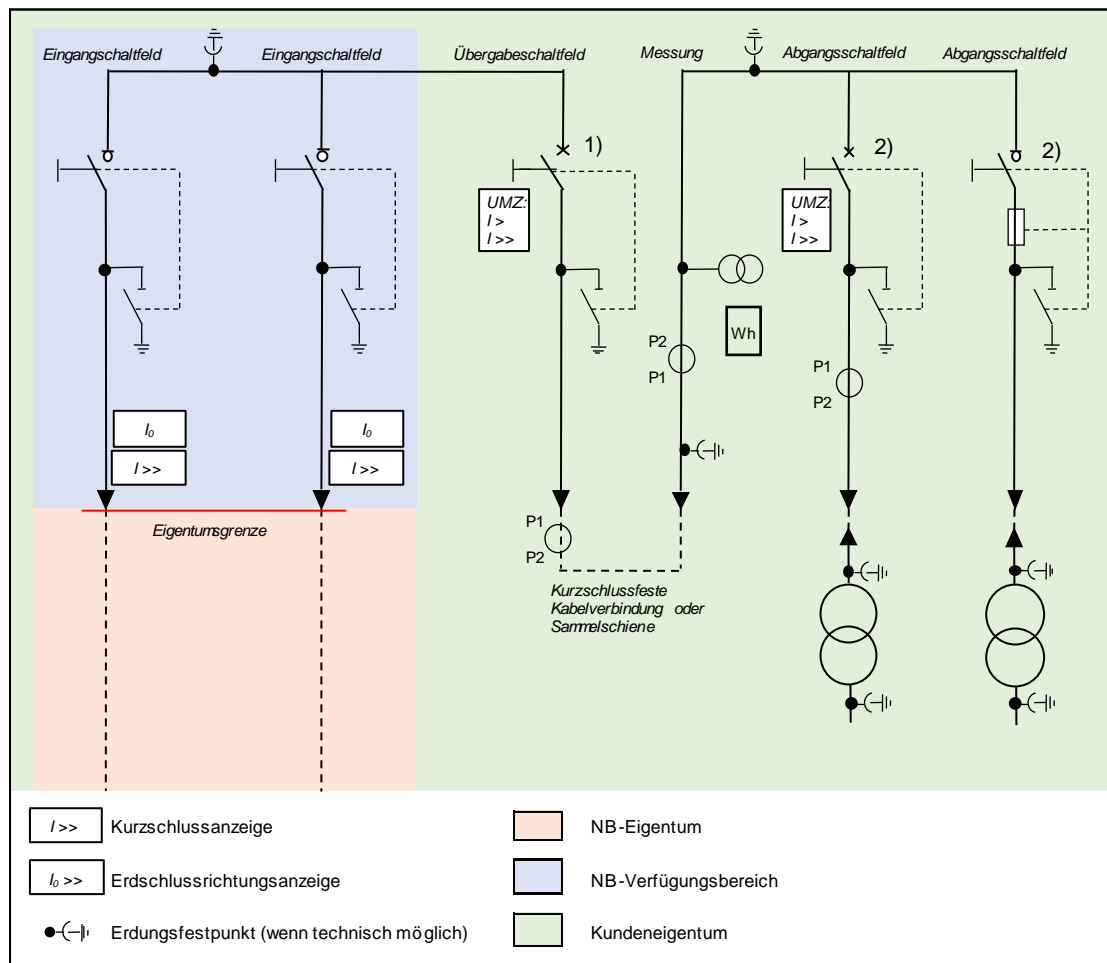 Eingangschaltfeld
Eingangschaltfeld
Übergabeschaltfeld
Messung
Abgangsschaltfeld
Abgangsschaltfeld
1)
2)
2)
UMZ:
I >
I >>
UMZ:
I >
I >>
Wh
P2
P1
P1
P2
I₀
I >>
I₀
I >>
Eigentumsgrenze
P1
P2
Kurzschlussfeste
Kabelverbindung oder
Sammelschiene
I >> Kurzschlussanzeige
I₀ >> Erdschlussrichtungsanzeige
Erdungsfestpunkt (wenn technisch möglich)
NB-Eigentum
NB-Verfügungsbereich
Kundeneigentum